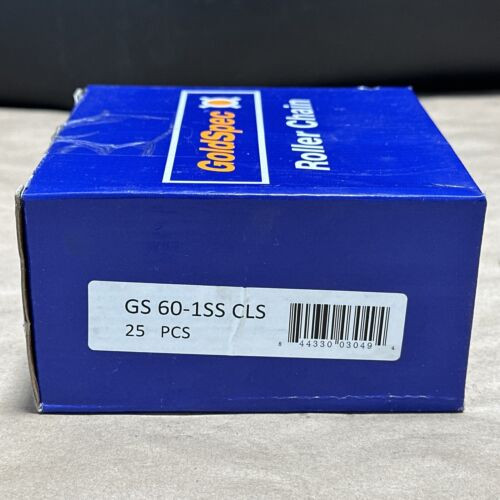 GoldSpec
Roller Chain
GS 60-1SS CLS
25 PCS
8 44330 03049 4